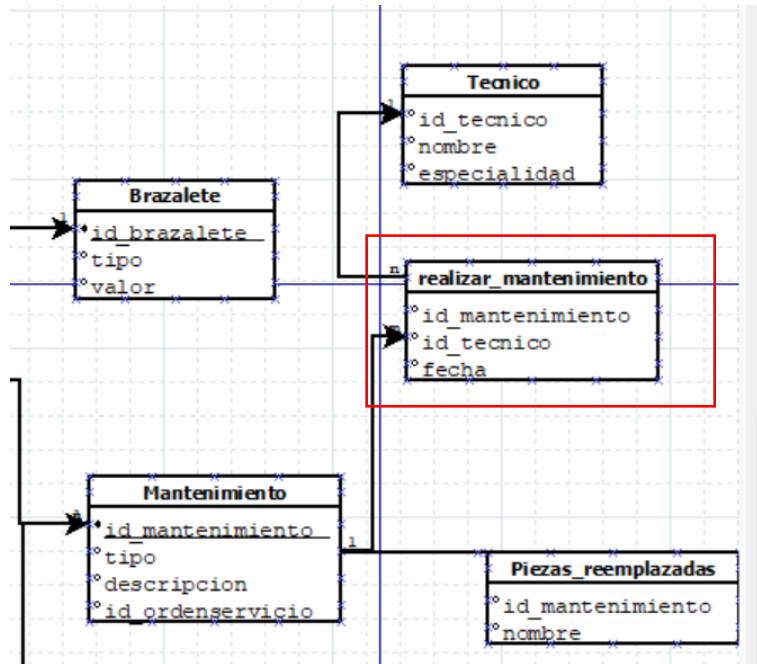 Tecnico
id_tecnico
nombre
especialidad
Brazalete
1
id_brazalete
tipo
valor
n
realizar_mantenimiento
id_mantenimiento
id_tecnico
fecha
Mantenimiento
id_mantenimiento
tipo
descripcion
id_ordenservicio
1
Piezas_reemplazadas
id_mantenimiento
nombre